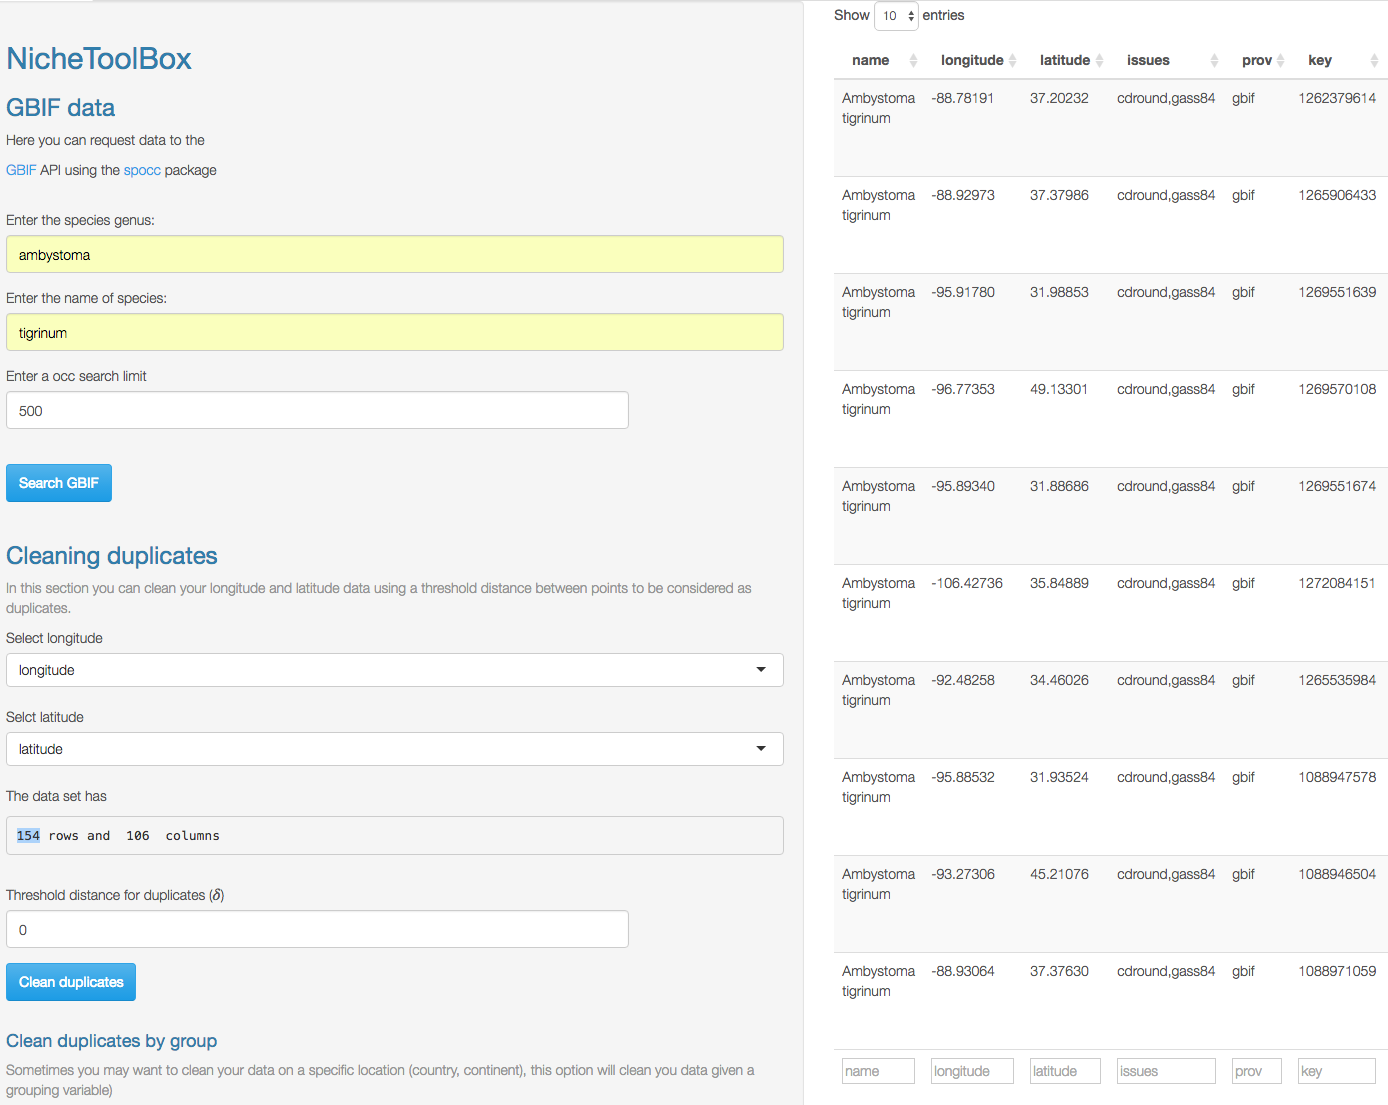 NicheToolBox
GBIF data
Here you can request data to the
GBIF API using the spocc package
Enter the species genus:
ambystoma
Enter the name of species:
tigrinum
Enter a occ search limit
500
Search GBIF
Cleaning duplicates
In this section you can clean your longitude and latitude data using a threshold distance between points to be considered as
duplicates.
Select longitude
longitude
Selct latitude
latitude
The data set has
154 rows and 106 columns
Threshold distance for duplicates (δ)
0
Clean duplicates
Clean duplicates by group
Sometimes you may want to clean your data on a specific location (country, continent), this option will clean you data given a
grouping variable)
Show 10 entries
name longitude latitude issues prov key
Ambystoma -88.78191 37.20232 cdround,gass84 gbif 1262379614
tigrinum
Ambystoma -88.92973 37.37986 cdround,gass84 gbif 1265906433
tigrinum
Ambystoma -95.91780 31.98853 cdround,gass84 gbif 1269551639
tigrinum
Ambystoma -96.77353 49.13301 cdround,gass84 gbif 1269570108
tigrinum
Ambystoma -95.89340 31.88686 cdround,gass84 gbif 1269551674
tigrinum
Ambystoma -106.42736 35.84889 cdround,gass84 gbif 1272084151
tigrinum
Ambystoma -92.48258 34.46026 cdround,gass84 gbif 1265535984
tigrinum
Ambystoma -95.88532 31.93524 cdround,gass84 gbif 1088947578
tigrinum
Ambystoma -93.27306 45.21076 cdround,gass84 gbif 1088946504
tigrinum
Ambystoma -88.93064 37.37630 cdround,gass84 gbif 1088971059
tigrinum
name longitude latitude issues prov key